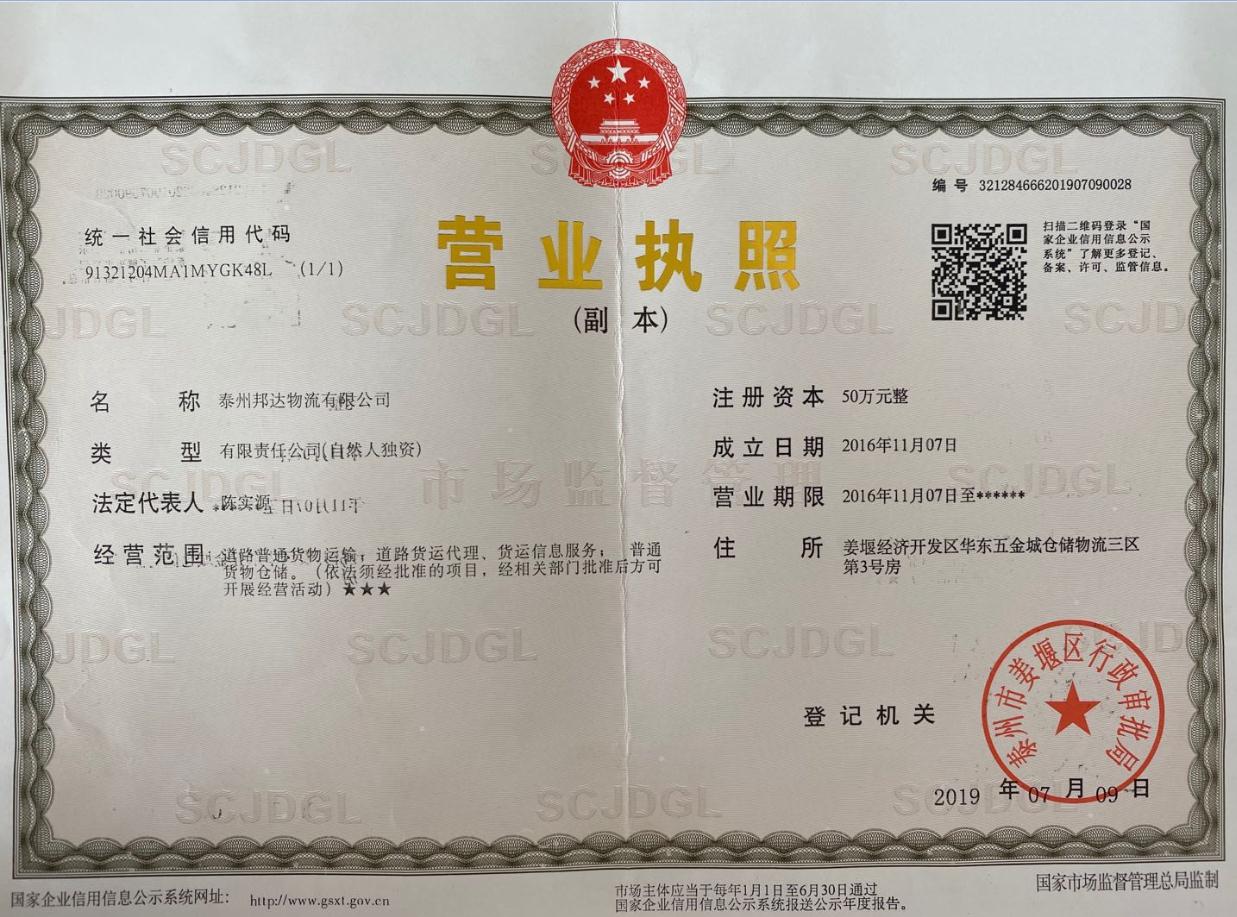 编 号 321284666201907090028
统一社会信用代码
91321204MA1MYGK48L (1/1)
营业执照
(副 本)
扫描二维码登录“国
家企业信用信息公示
系统”了解更多登记、
备案、许可、监管信息。
名 称 泰州邦达物流有限公司
类 型 有限责任公司(自然人独资)
法定代表人 陈实源
经营范围 道路普通货物运输,道路货运代理、货运信息服务; 普通
货物仓储。(依法须经批准的项目,经相关部门批准后方可
开展经营活动)★★★
注册资本 50万元整
成立日期 2016年11月07日
营业期限 2016年11月07日至******
住 所 姜堰经济开发区华东五金城仓储物流三区
第3号房
登记机关
泰州市姜堰区行政审批局
2019 年 07 月 09 日
SCJDGL
市场监督管理
国家企业信用信息公示系统网址: http://www.gsxt.gov.cn
市场主体应当于每年1月1日至6月30日通过
国家企业信用信息公示系统报送公示年度报告。
国家市场监督管理总局监制